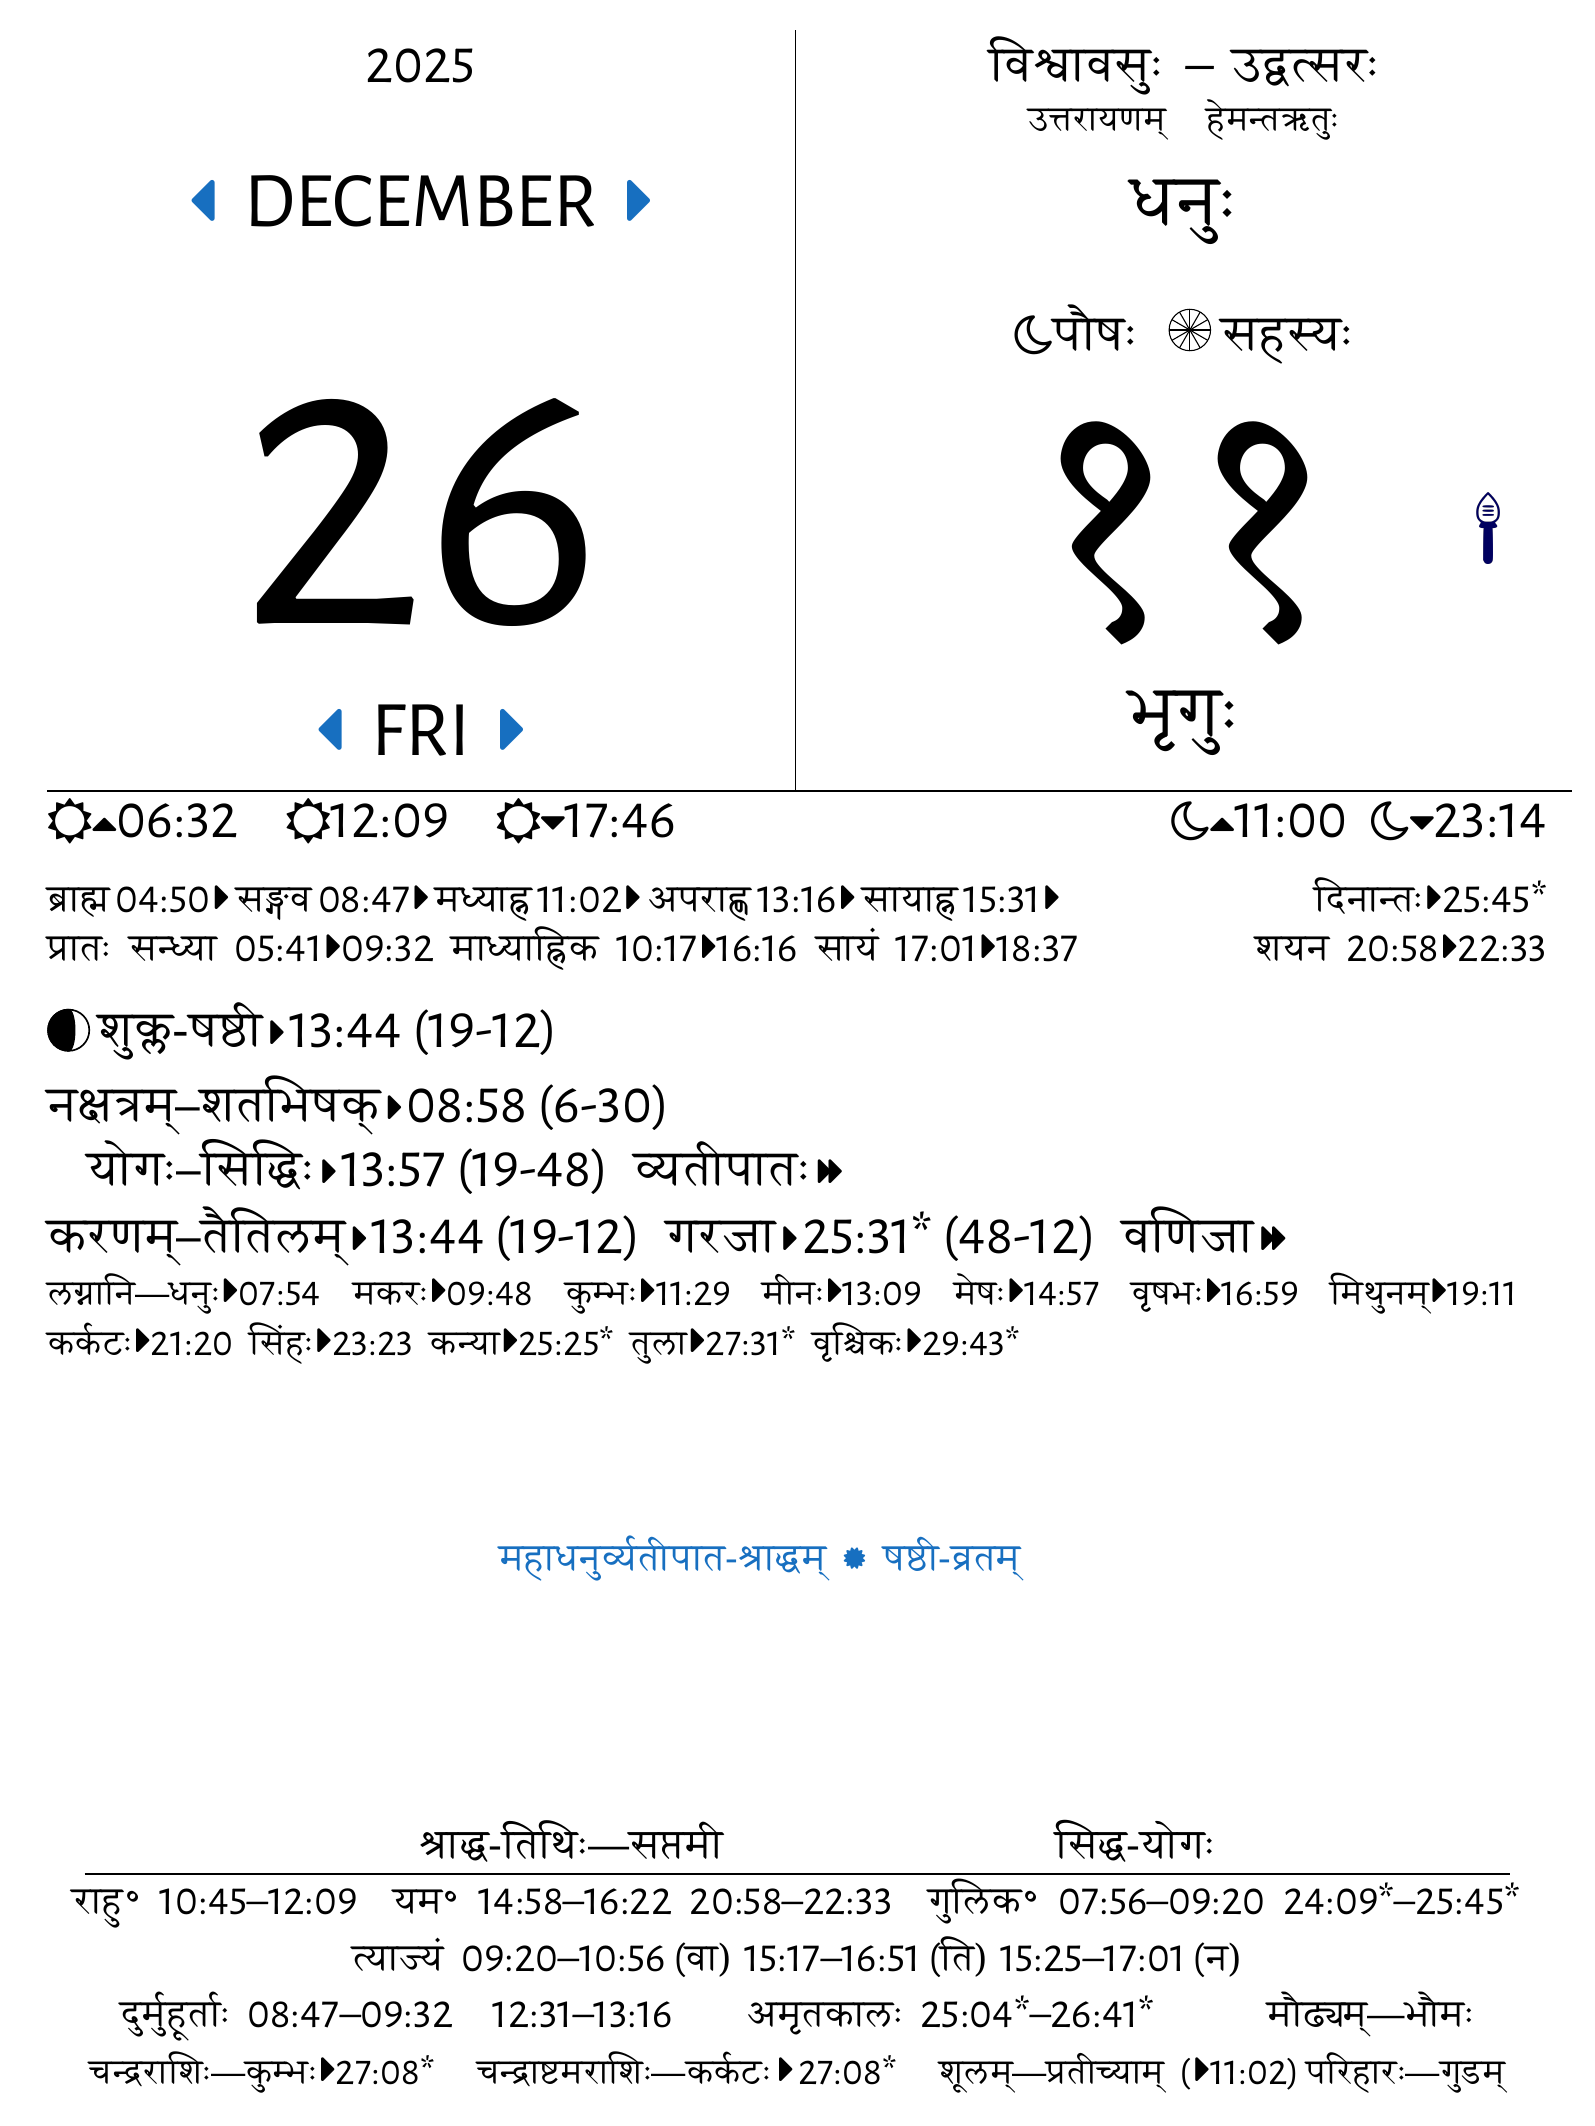 2025
DECEMBER
26
FRI
विश्वावसुः – उद्वत्सरः
उत्तरायणम् हेमन्तऋतुः
धनुः
पौषः सहस्यः
११
भृगुः
06:32 12:09 17:46 11:00 23:14
ब्राह्म 04:50 सङ्गव 08:47 मध्याह्न 11:02 अपराह्ण 13:16 सायाह्न 15:31 दिनान्तः 25:45*
प्रातः सन्ध्या 05:41 09:32 माध्याह्निक 10:17 16:16 सायं 17:01 18:37 शयन 20:58 22:33
शुक्ल-षष्ठी 13:44 (19-12)
नक्षत्रम्–शतभिषक् 08:58 (6-30)
योगः–सिद्धिः 13:57 (19-48) व्यतीपातः
करणम्–तैतिलम् 13:44 (19-12) गरजा 25:31* (48-12) वणिजा
लग्नानि—धनुः 07:54 मकरः 09:48 कुम्भः 11:29 मीनः 13:09 मेषः 14:57 वृषभः 16:59 मिथुनम् 19:11
कर्कटः 21:20 सिंहः 23:23 कन्या 25:25* तुला 27:31* वृश्चिकः 29:43*
महाधनुर्व्यतीपात-श्राद्धम् षष्ठी-व्रतम्
श्राद्ध-तिथिः—सप्तमी सिद्ध-योगः
राहु॰ 10:45–12:09 यम॰ 14:58–16:22 20:58–22:33 गुलिक॰ 07:56–09:20 24:09*–25:45*
त्याज्यं 09:20–10:56 (वा) 15:17–16:51 (ति) 15:25–17:01 (न)
दुर्मुहूर्ताः 08:47–09:32 12:31–13:16 अमृतकालः 25:04*–26:41* मौढ्यम्—भौमः
चन्द्रराशिः—कुम्भः 27:08* चन्द्राष्टमराशिः—कर्कटः 27:08* शूलम्—प्रतीच्याम् (11:02) परिहारः—गुडम्